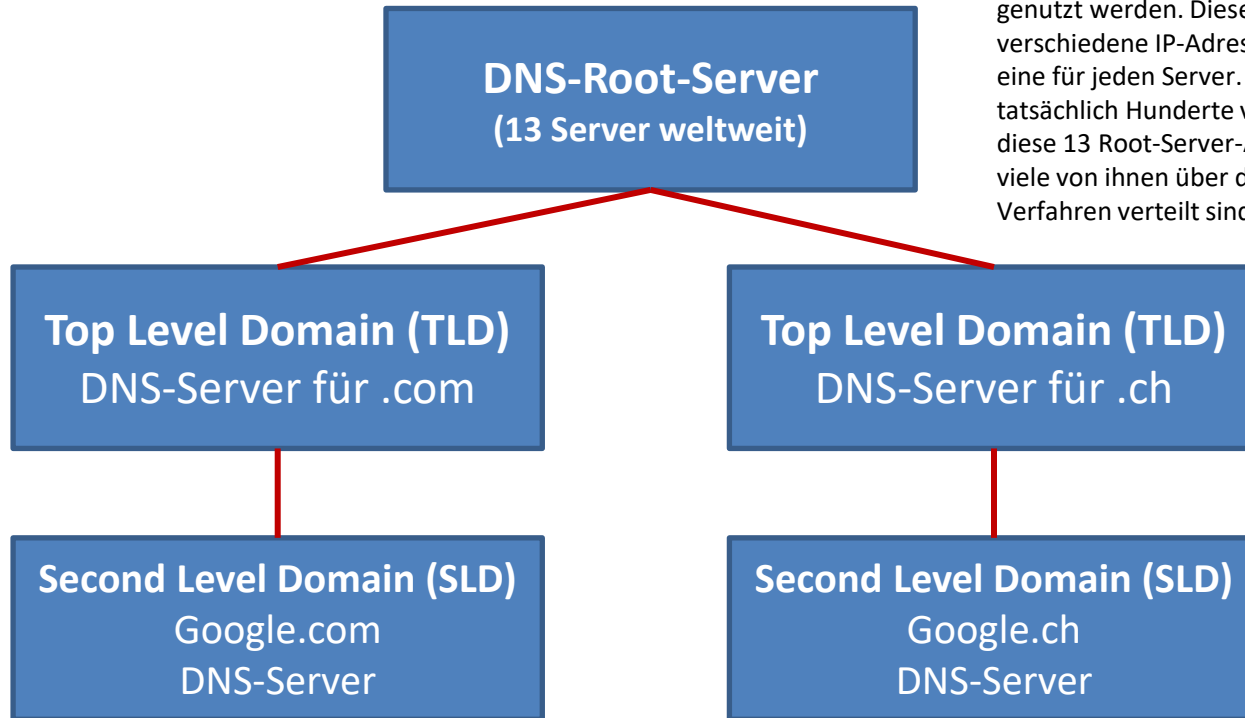 genutzt werden. Diese
verschiedene IP-Adres
eine für jeden Server.
tatsächlich Hunderte v
diese 13 Root-Server-A
viele von ihnen über d
Verfahren verteilt sind
DNS-Root-Server
(13 Server weltweit)
Top Level Domain (TLD)
DNS-Server für .com
Top Level Domain (TLD)
DNS-Server für .ch
Second Level Domain (SLD)
Google.com
DNS-Server
Second Level Domain (SLD)
Google.ch
DNS-Server